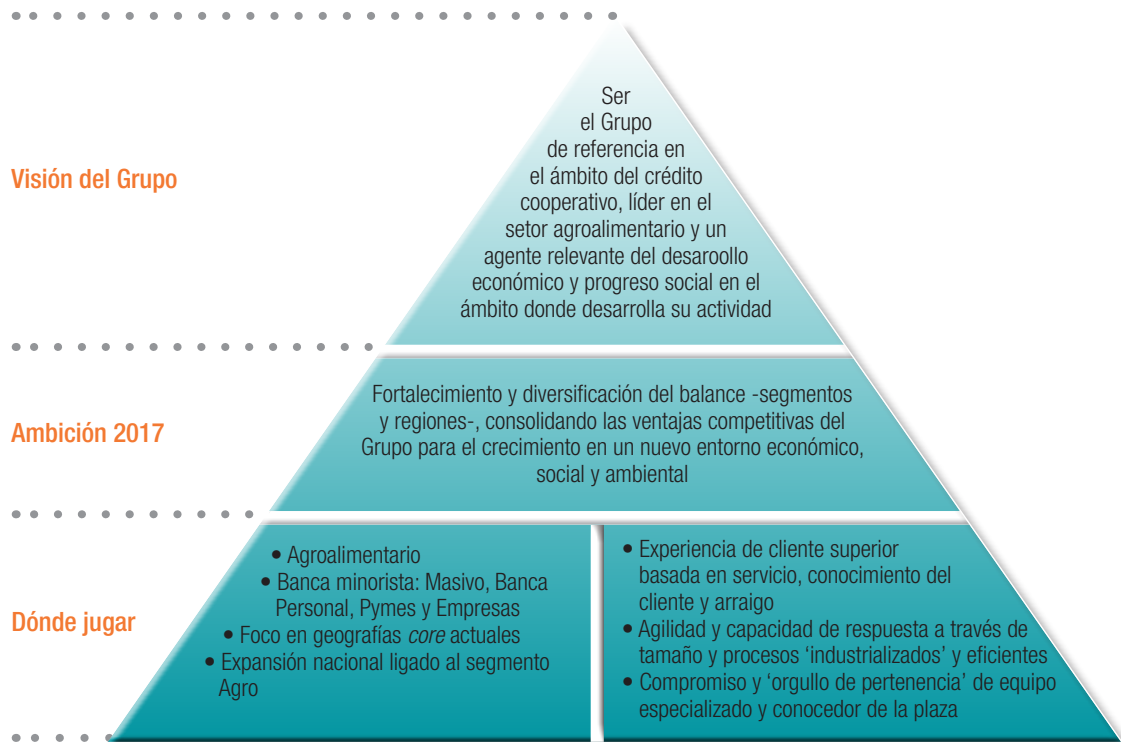 Visión del Grupo
Ser
el Grupo
de referencia en
el ámbito del crédito
cooperativo, líder en el
setor agroalimentario y un
agente relevante del desaroollo
económico y progreso social en el
ámbito donde desarrolla su actividad
Ambición 2017
Fortalecimiento y diversificación del balance -segmentos
y regiones-, consolidando las ventajas competitivas del
Grupo para el crecimiento en un nuevo entorno económico,
social y ambiental
Dónde jugar
• Agroalimentario
• Banca minorista: Masivo, Banca
Personal, Pymes y Empresas
• Foco en geografías core actuales
• Expansión nacional ligado al segmento
Agro
• Experiencia de cliente superior
basada en servicio, conocimiento del
cliente y arraigo
• Agilidad y capacidad de respuesta a través de
tamaño y procesos ‘industrializados’ y eficientes
• Compromiso y ‘orgullo de pertenencia’ de equipo
especializado y conocedor de la plaza